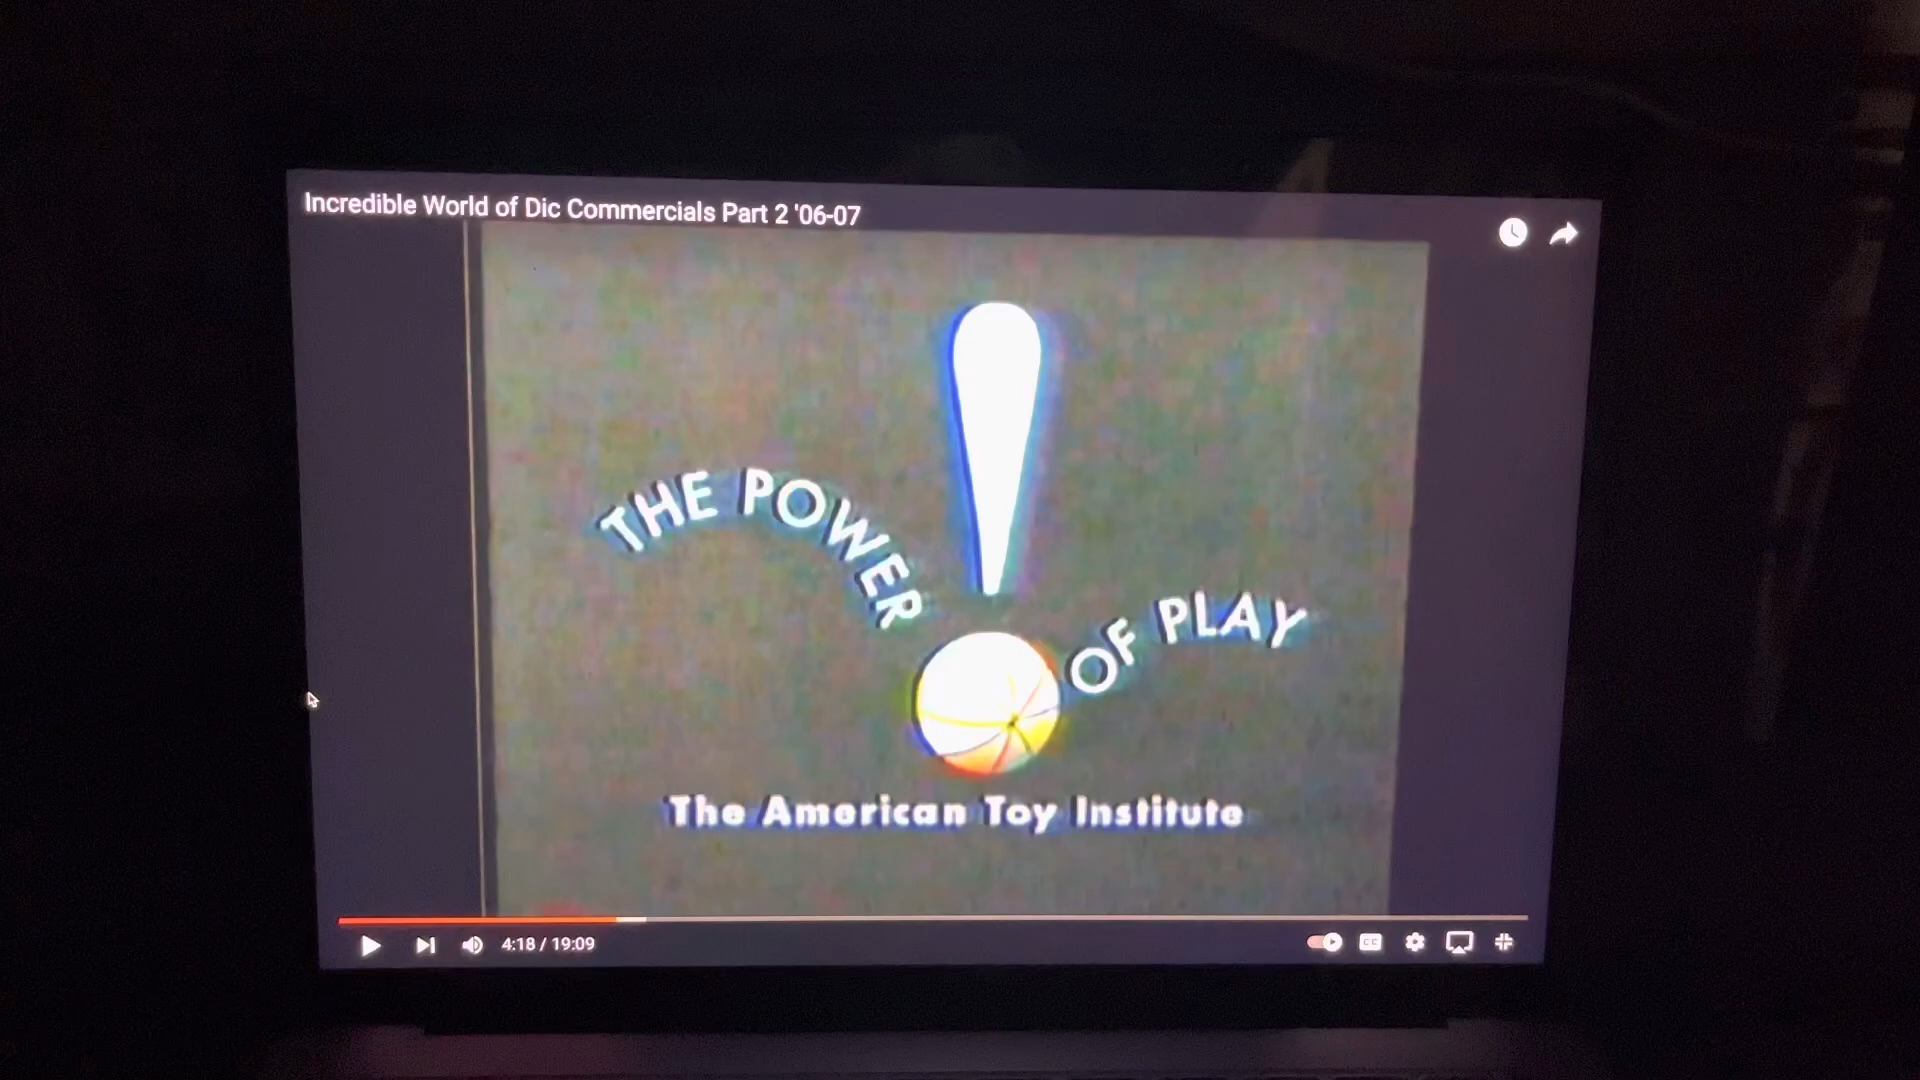 Incredible World of Dic Commercials Part 2 '06-07
THE POWER
OF PLAY
The American Toy Institute
4:18 / 19:09
CC